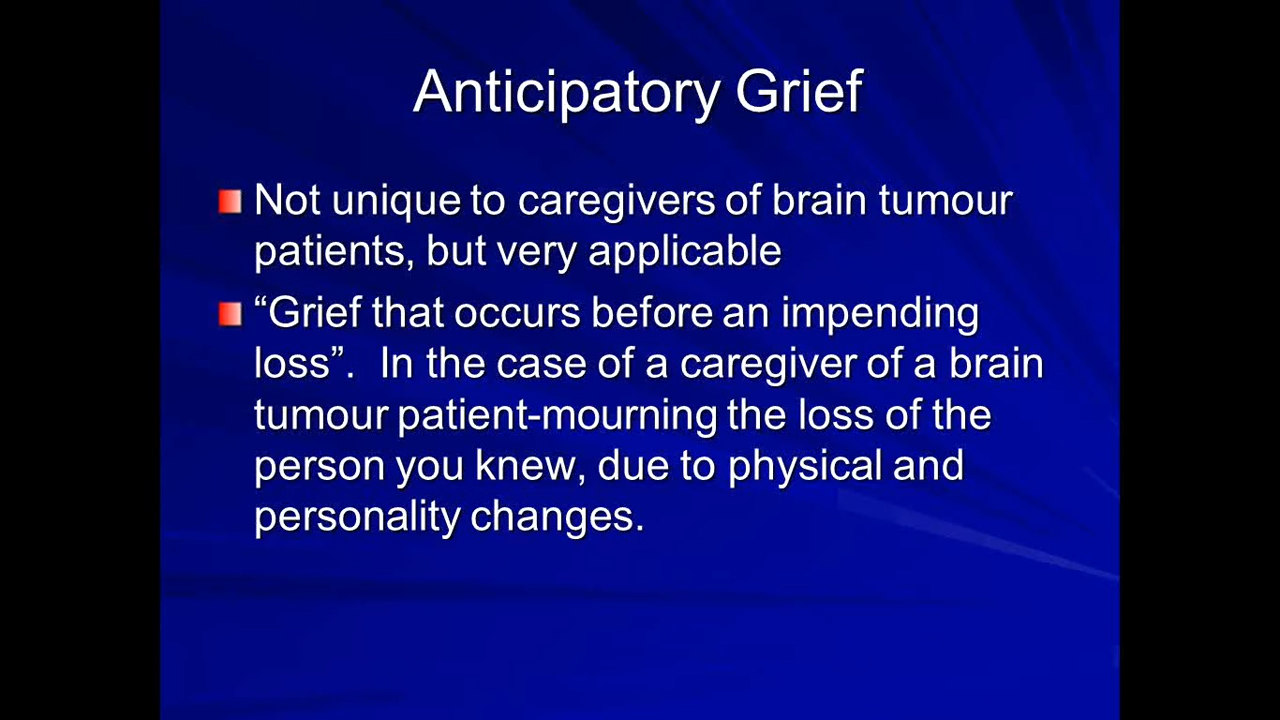 Anticipatory Grief
Not unique to caregivers of brain tumour
patients, but very applicable
“Grief that occurs before an impending
loss”.  In the case of a caregiver of a brain
tumour patient-mourning the loss of the
person you knew, due to physical and
personality changes.